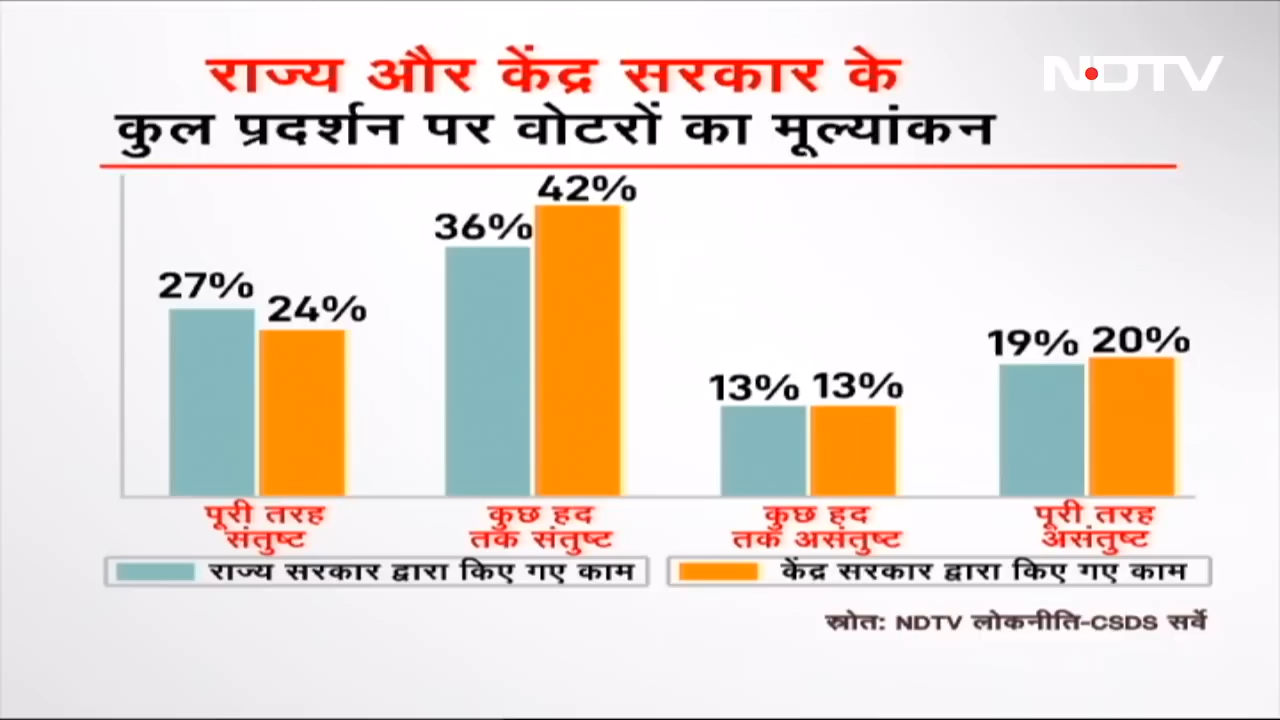 राज्य और केंद्र सरकार के
NDTV
कुल प्रदर्शन पर वोटरों का मूल्यांकन
27% 24% 36% 42% 13% 13% 19% 20%
पूरी तरह कुछ हद कुछ हद पूरी तरह
संतुष्ट तक संतुष्ट तक असंतुष्ट असंतुष्ट
राज्य सरकार द्वारा किए गए काम केंद्र सरकार द्वारा किए गए काम
स्रोत: NDTV लोकनीति-CSDS सर्वे